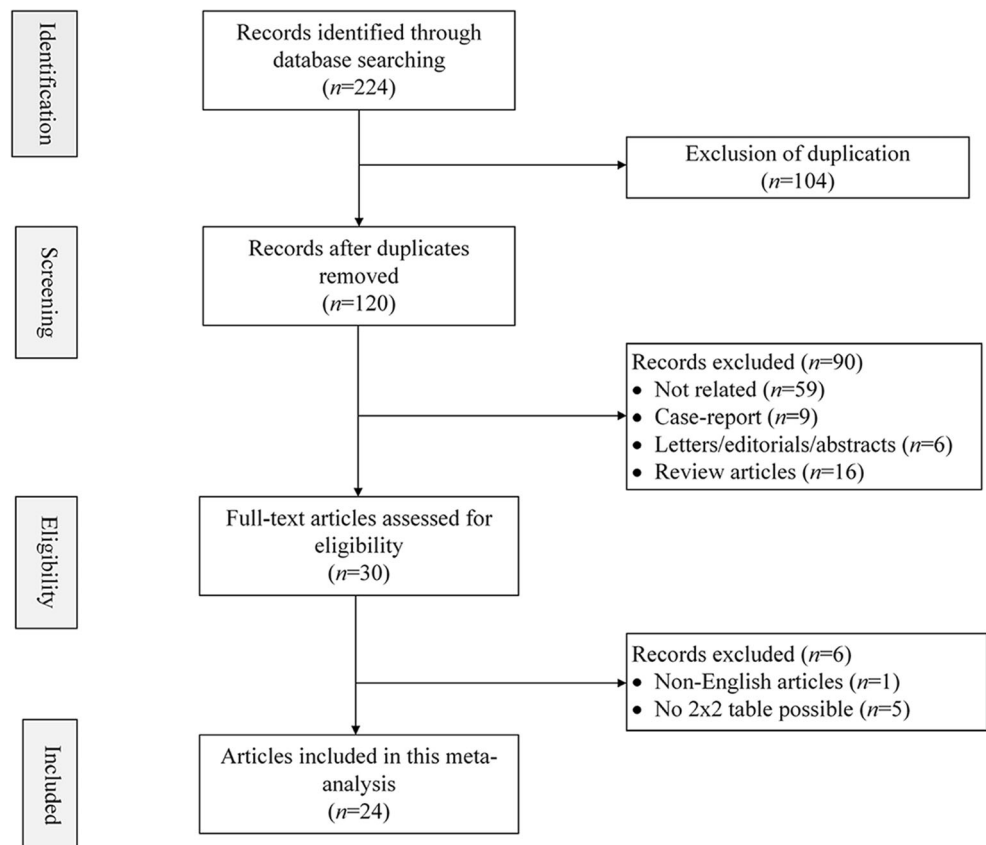 Identification
Records identified through
database searching
(n=224)
Exclusion of duplication
(n=104)
Screening
Records after duplicates
removed
(n=120)
Records excluded (n=90)
• Not related (n=59)
• Case-report (n=9)
• Letters/editorials/abstracts (n=6)
• Review articles (n=16)
Eligibility
Full-text articles assessed for
eligibility
(n=30)
Records excluded (n=6)
• Non-English articles (n=1)
• No 2x2 table possible (n=5)
Included
Articles included in this meta-
analysis
(n=24)